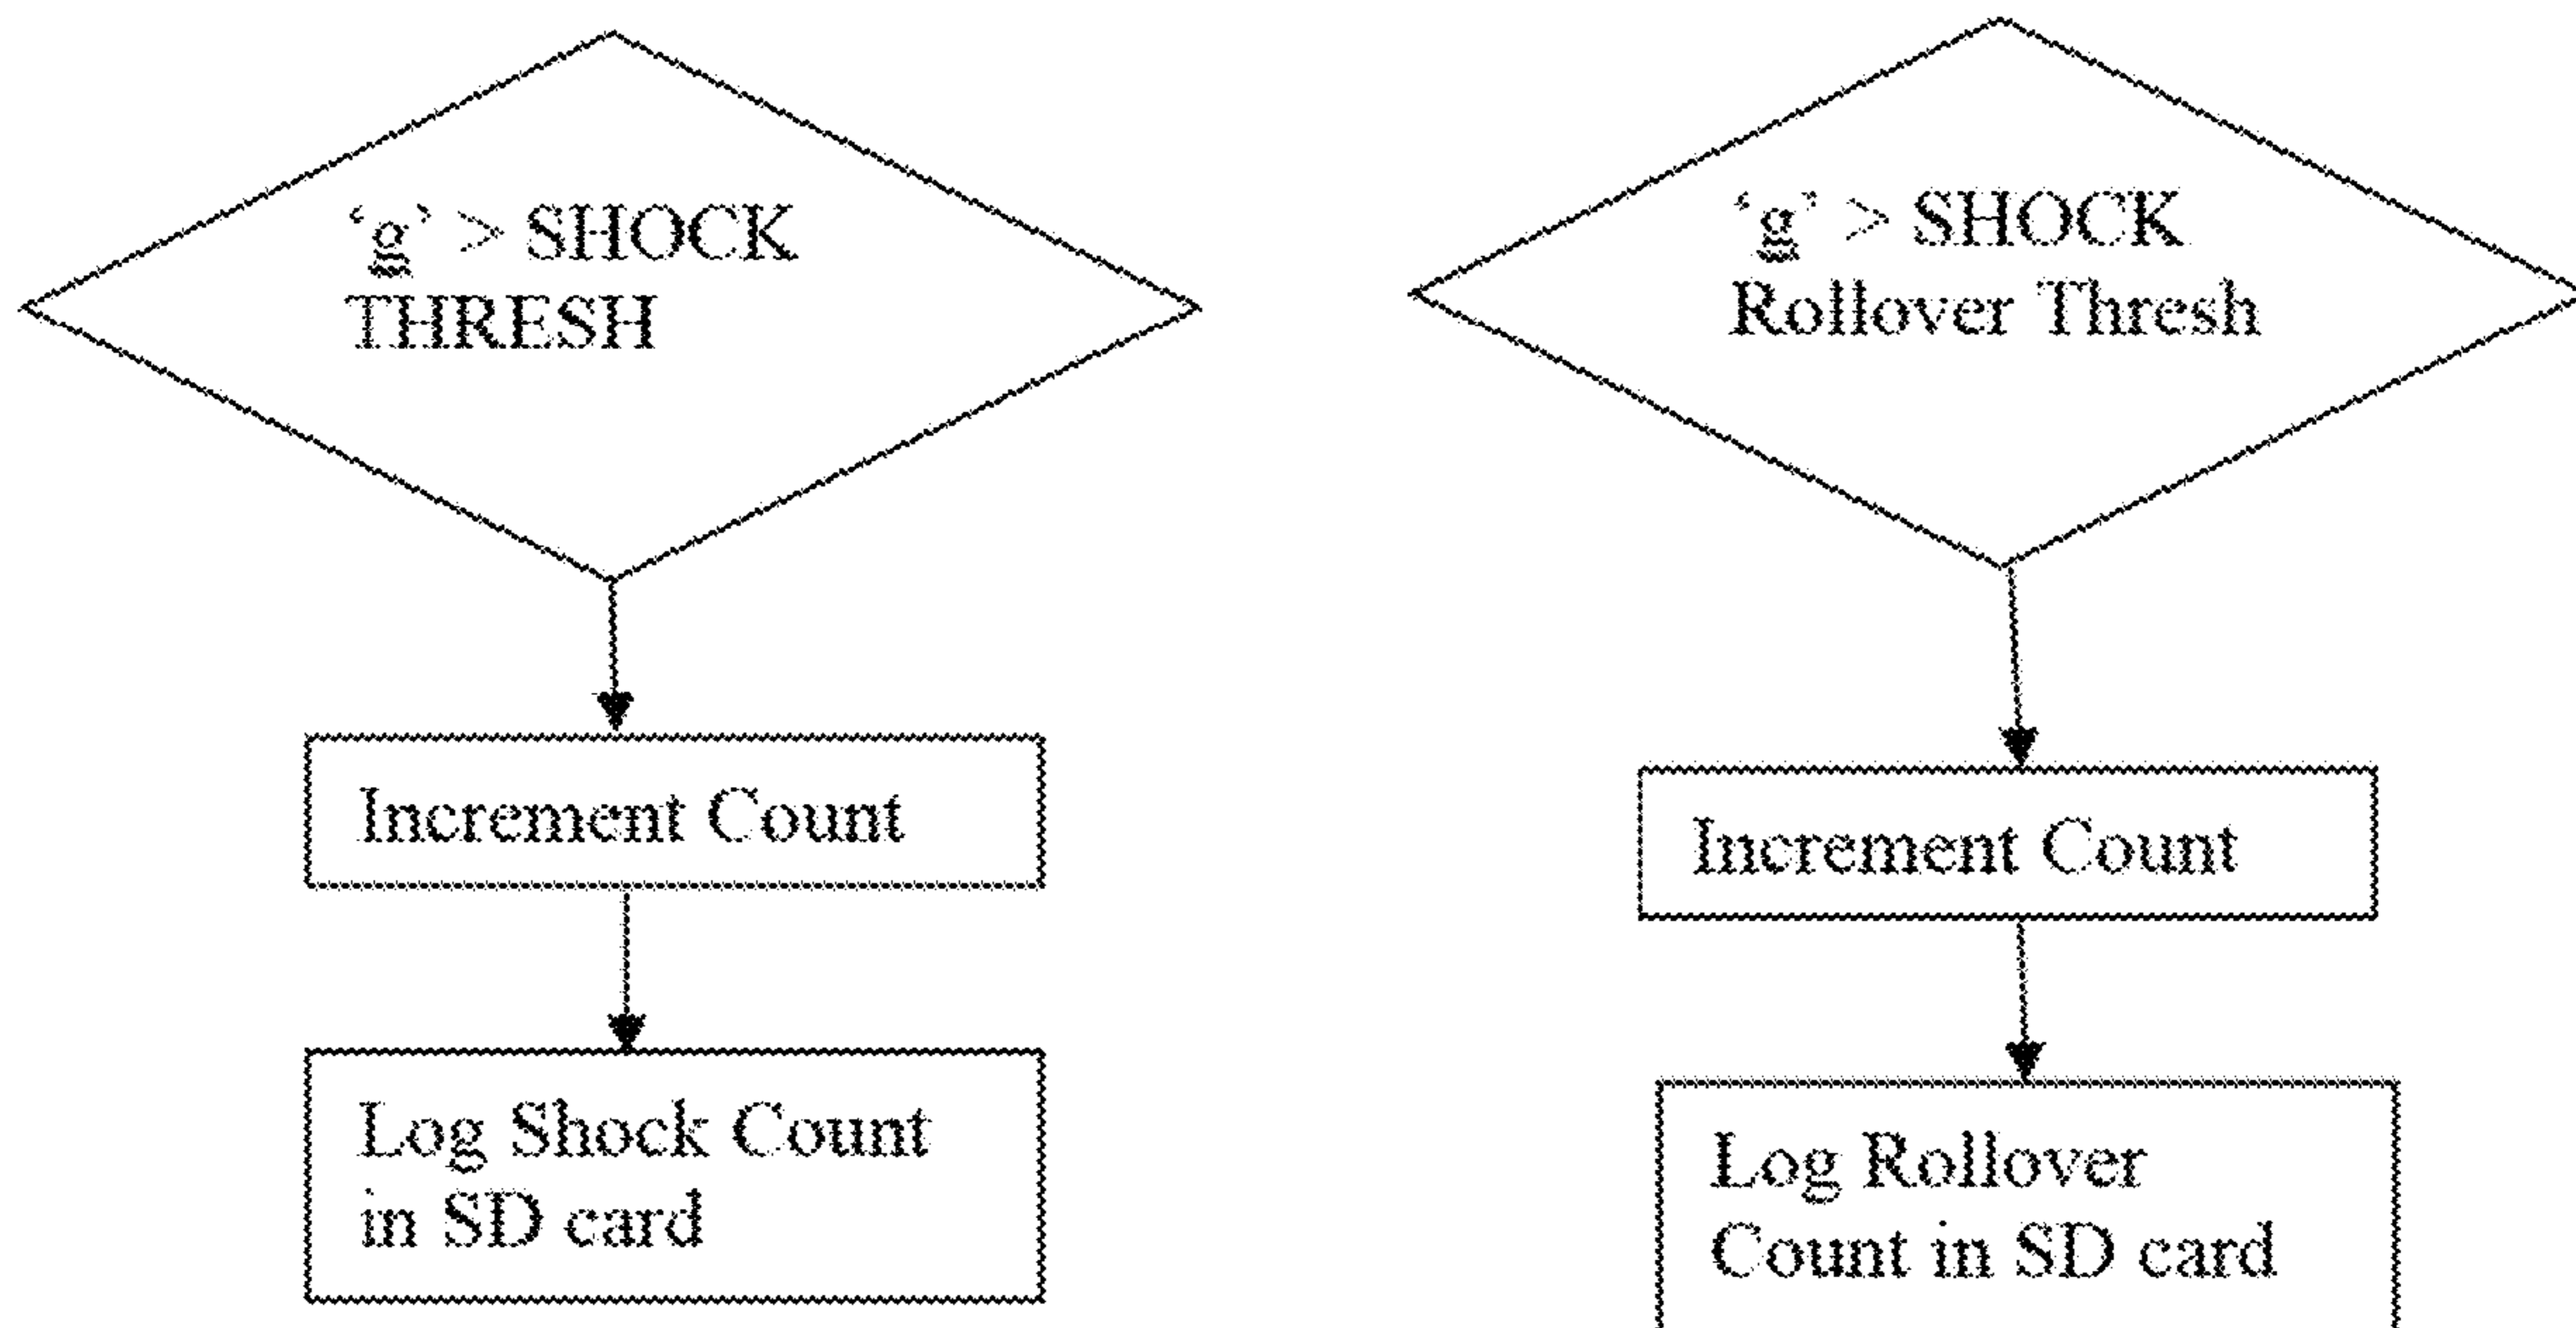 ‘g’ > SHOCK
THRESH
Increment Count
Log Shock Count
in SD card
‘g’ > SHOCK
Rollover Thresh
Increment Count
Log Rollover
Count in SD card